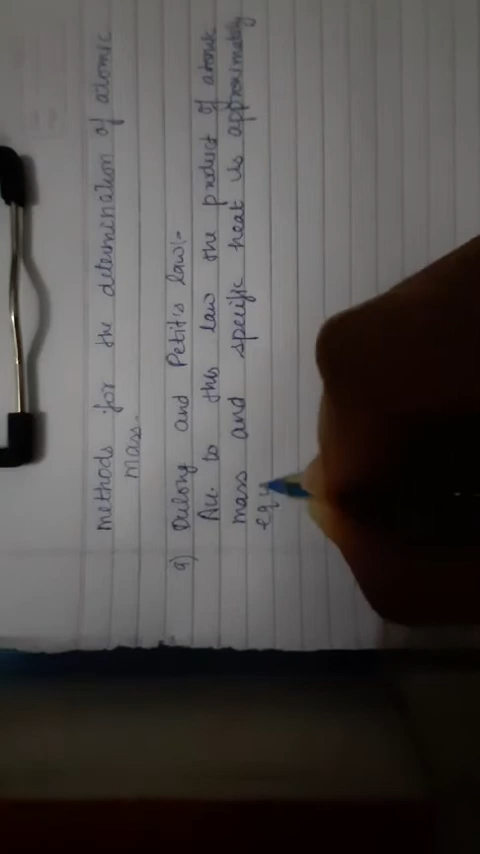 methods for the determination of atomic
mass.
a) Dulong and Petit's law:-
Acc. to this law the product of atomic
mass and specific heat is approximately
equ